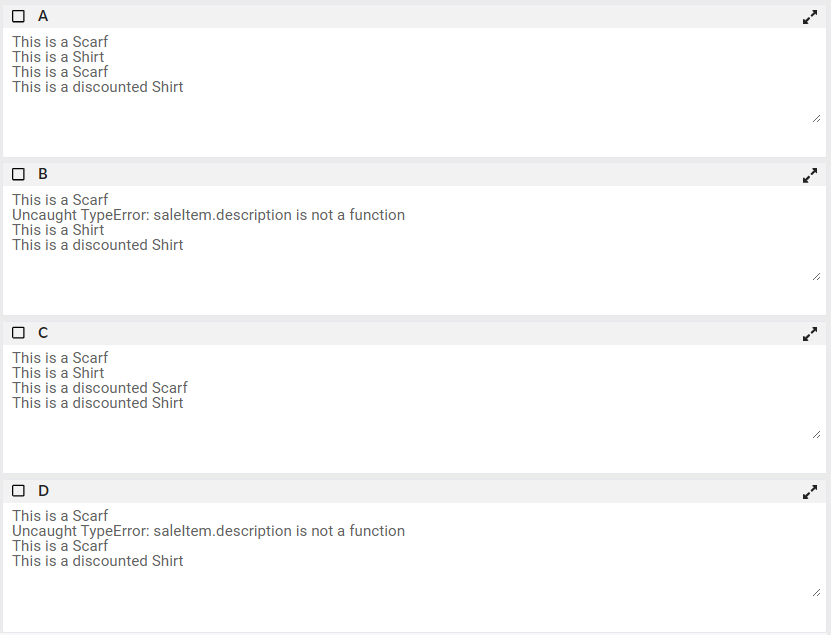 A
This is a Scarf
This is a Shirt
This is a Scarf
This is a discounted Shirt
B
This is a Scarf
Uncaught TypeError: saleItem.description is not a function
This is a Shirt
This is a discounted Shirt
C
This is a Scarf
This is a Shirt
This is a discounted Scarf
This is a discounted Shirt
D
This is a Scarf
Uncaught TypeError: saleItem.description is not a function
This is a Scarf
This is a discounted Shirt